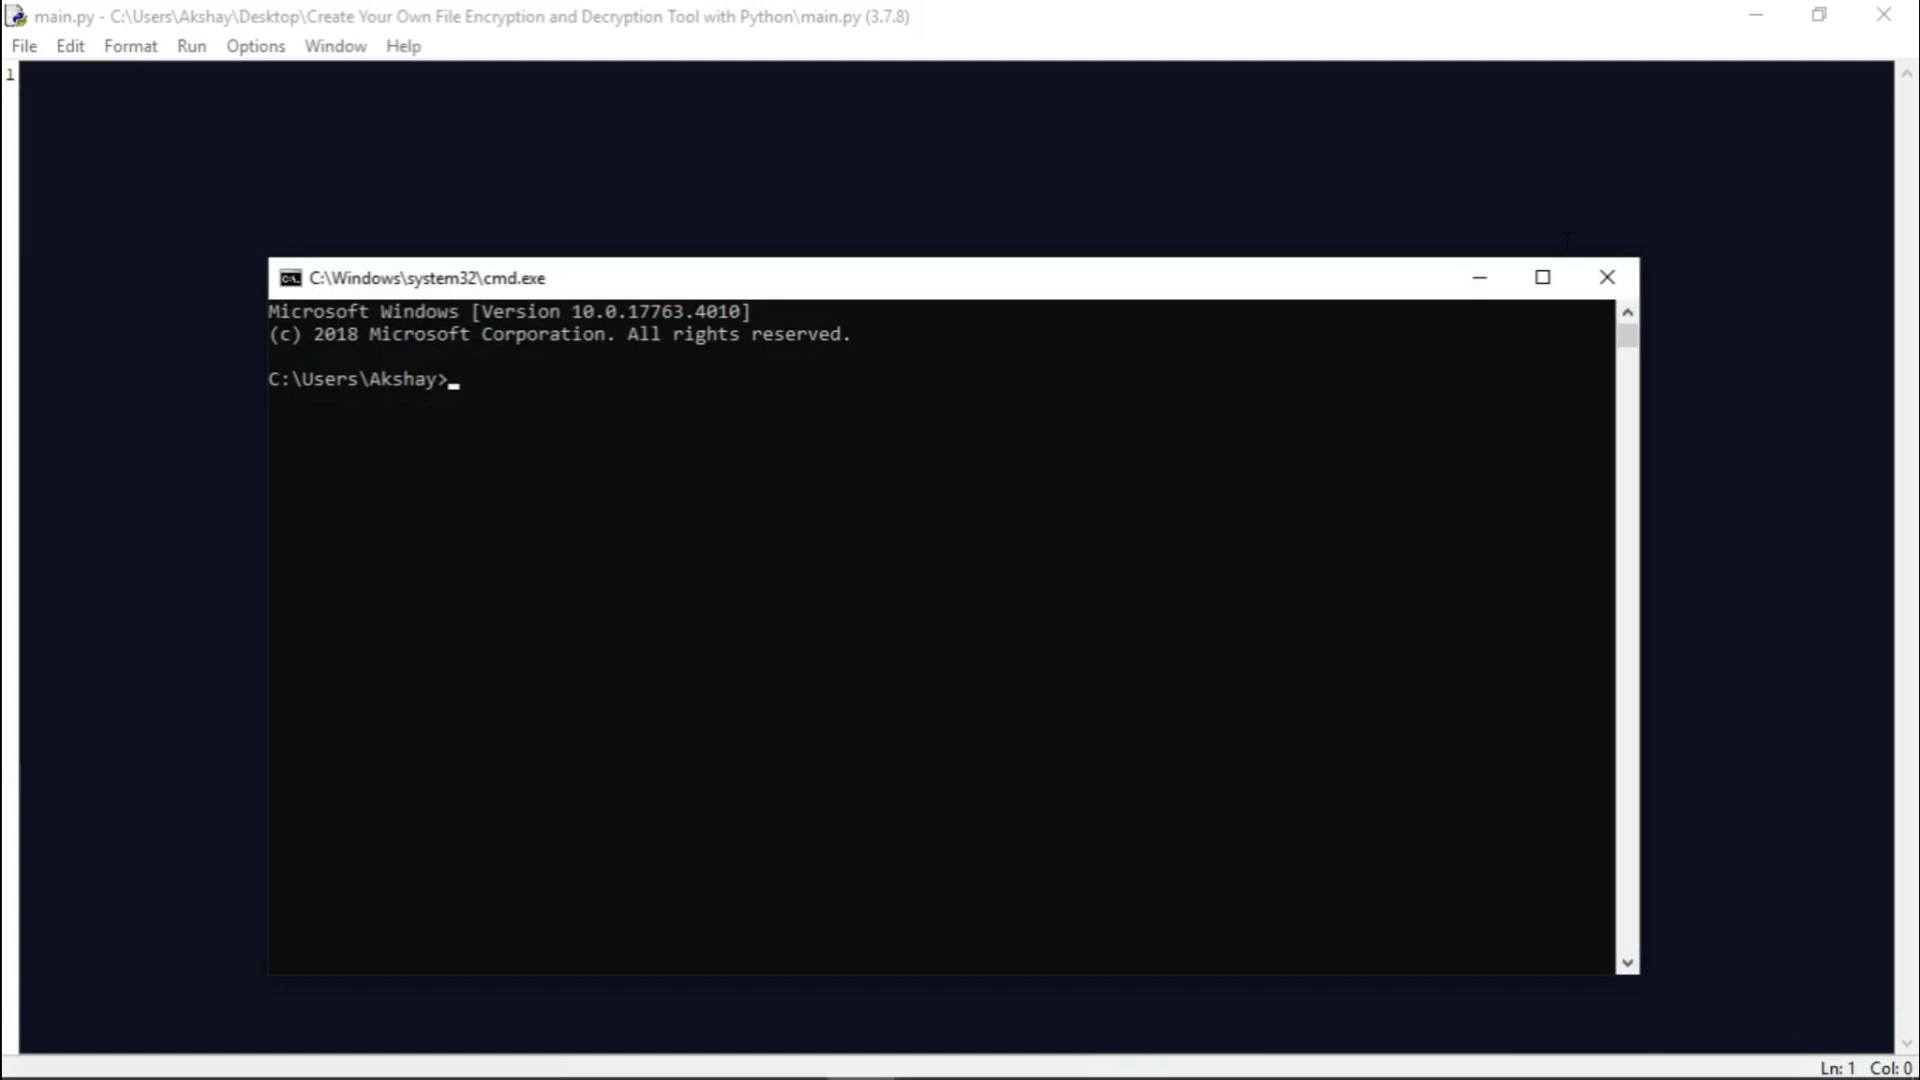 main.py - C:\Users\Akshay\Desktop\Create Your Own File Encryption and Decryption Tool with Python\main.py (3.7.8)
File Edit Format Run Options Window Help
1
C:\Windows\system32\cmd.exe
Microsoft Windows [Version 10.0.17763.4010]
(c) 2018 Microsoft Corporation. All rights reserved.
C:\Users\Akshay>
Ln: 1 Col: 0